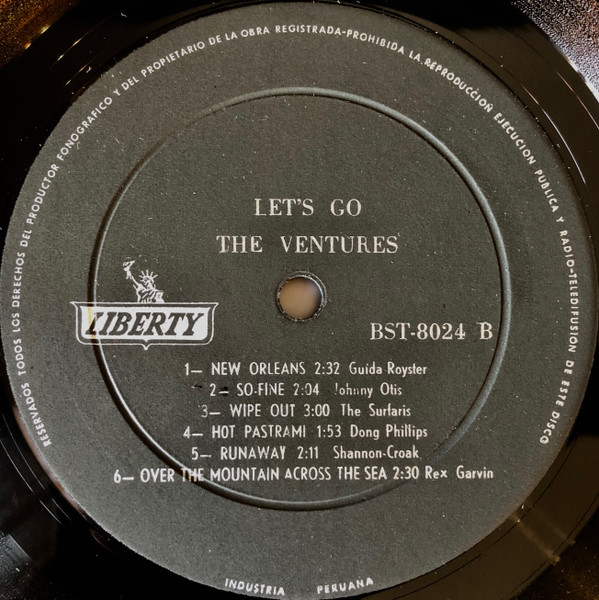 RESERVADOS TODOS LOS DERECHOS DEL PRODUCTOR FONOGRAFICO Y DEL PROPIETARIO DE LA OBRA REGISTRADA-PROHIBIDA LA REPRODUCCION EJECUCION PUBLICA Y RADIO-TELEDIFUSION DE ESTE DISCO
LET'S GO
THE VENTURES
LIBERTY
BST-8024 B
1— NEW ORLEANS 2:32 Guida Royster
2— SO-FINE 2:04 Johnny Otis
3— WIPE OUT 3:00 The Surfaris
4— HOT PASTRAMI 1:53 Dong Phillips
5— RUNAWAY 2:11 Shannon-Croak
6— OVER THE MOUNTAIN ACROSS THE SEA 2:30 Rex Garvin
INDUSTRIA PERUANA